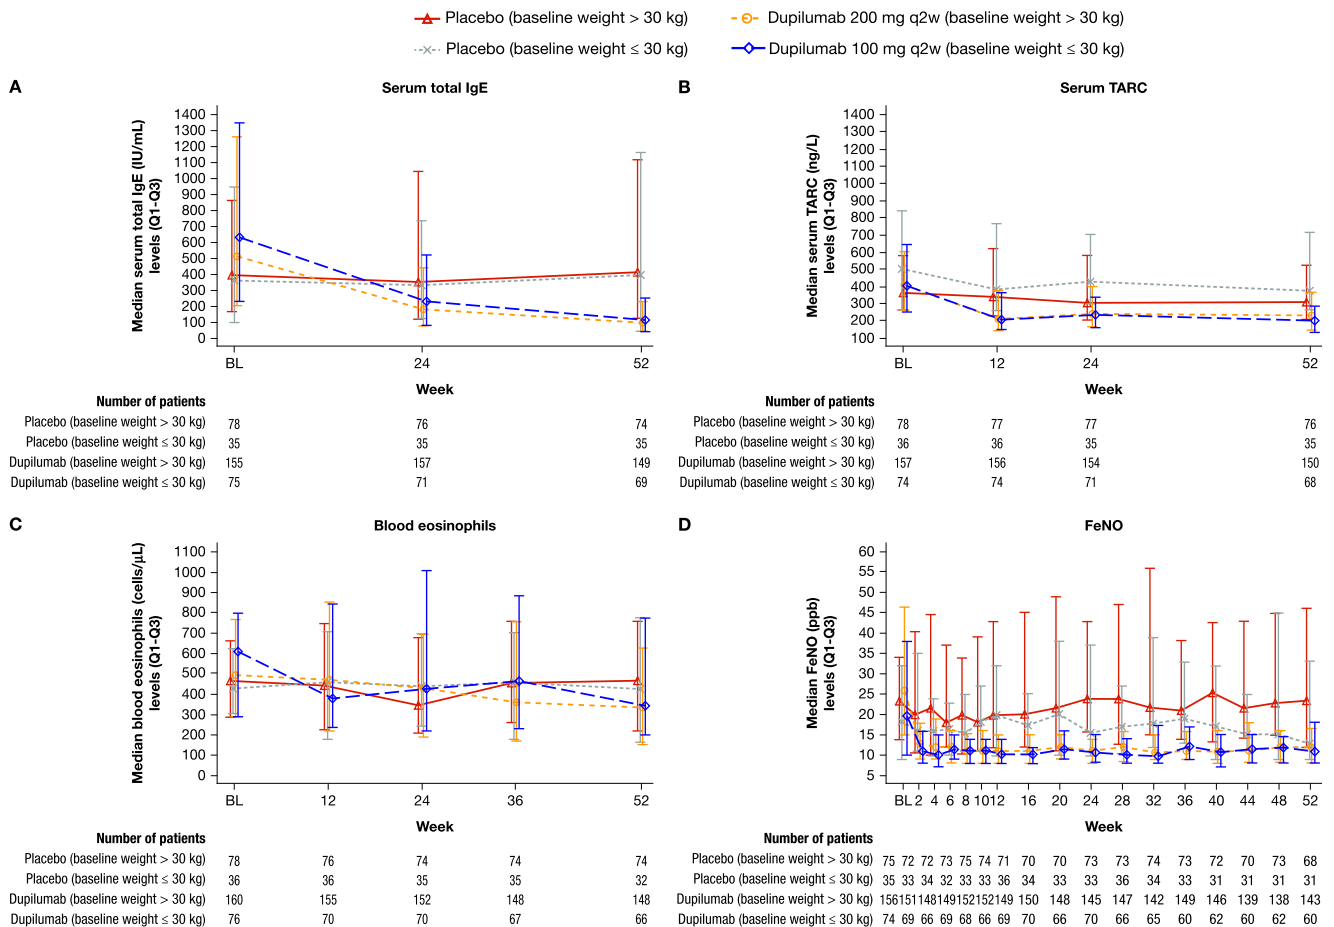 Placebo (baseline weight > 30 kg)
Dupilumab 200 mg q2w (baseline weight > 30 kg)
Placebo (baseline weight ≤ 30 kg)
Dupilumab 100 mg q2w (baseline weight ≤ 30 kg)
A
Serum total IgE
Median serum total IgE (IU/mL)
levels (Q1-Q3)
1400
1300
1200
1100
1000
900
800
700
600
500
400
300
200
100
0
BL 24 52
Week
Number of patients
Placebo (baseline weight > 30 kg) 78 76 74
Placebo (baseline weight ≤ 30 kg) 35 35 35
Dupilumab (baseline weight > 30 kg) 155 157 149
Dupilumab (baseline weight ≤ 30 kg) 75 71 69
B
Serum TARC
Median serum TARC (ng/L)
levels (Q1-Q3)
1400
1300
1200
1100
1000
900
800
700
600
500
400
300
200
100
BL 12 24 52
Week
Number of patients
Placebo (baseline weight > 30 kg) 78 77 77 76
Placebo (baseline weight ≤ 30 kg) 36 36 35 35
Dupilumab (baseline weight > 30 kg) 157 156 154 150
Dupilumab (baseline weight ≤ 30 kg) 74 74 71 68
C
Blood eosinophils
Median blood eosinophils (cells/µL)
levels (Q1-Q3)
1100
1000
900
800
700
600
500
400
300
200
100
0
BL 12 24 36 52
Week
Number of patients
Placebo (baseline weight > 30 kg) 78 76 74 74 74
Placebo (baseline weight ≤ 30 kg) 36 36 35 35 32
Dupilumab (baseline weight > 30 kg) 160 155 152 148 148
Dupilumab (baseline weight ≤ 30 kg) 76 70 70 67 66
D
FeNO
Median FeNO (ppb)
levels (Q1-Q3)
60
55
50
45
40
35
30
25
20
15
10
5
BL 2 4 6 8 10 12 16 20 24 28 32 36 40 44 48 52
Week
Number of patients
Placebo (baseline weight > 30 kg) 75 72 72 73 75 74 71 70 70 73 73 74 73 72 70 73 68
Placebo (baseline weight ≤ 30 kg) 35 33 34 32 33 33 36 34 33 33 36 34 33 31 31 31 31
Dupilumab (baseline weight > 30 kg) 156 151 148 149 152 152 149 150 148 145 147 142 149 146 139 138 143
Dupilumab (baseline weight ≤ 30 kg) 74 69 66 69 68 66 69 70 66 70 66 65 60 62 60 62 60